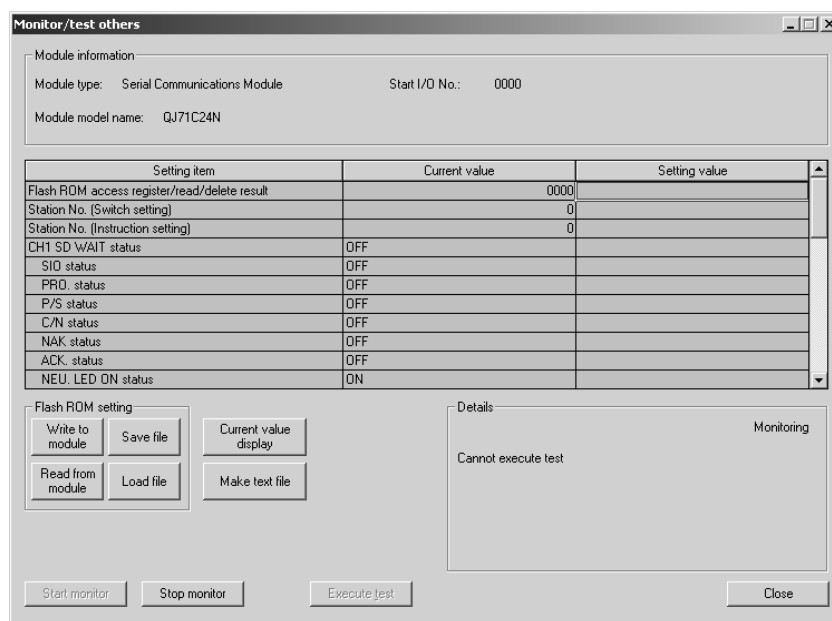 Monitor/test others
Module information
Module type: Serial Communications Module Start I/O No.: 0000
Module model name: QJ71C24N
Setting item Current value Setting value
Flash ROM access register/read/delete result 0000
Station No. (Switch setting) 0
Station No. (Instruction setting) 0
CH1 SD WAIT status OFF
SIO status OFF
PRO. status OFF
P/S status OFF
C/N status OFF
NAK status OFF
ACK. status OFF
NEU. LED ON status ON
Flash ROM setting
Write to module
Save file
Current value display
Read from module
Load file
Make text file
Details
Monitoring
Cannot execute test
Start monitor Stop monitor Execute test Close